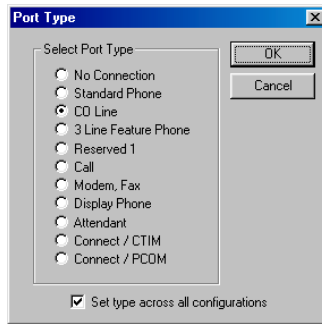 Port Type
Select Port Type
No Connection
Standard Phone
CO Line
3 Line Feature Phone
Reserved 1
Call
Modem, Fax
Display Phone
Attendant
Connect / CTIM
Connect / PCOM
OK
Cancel
Set type across all configurations